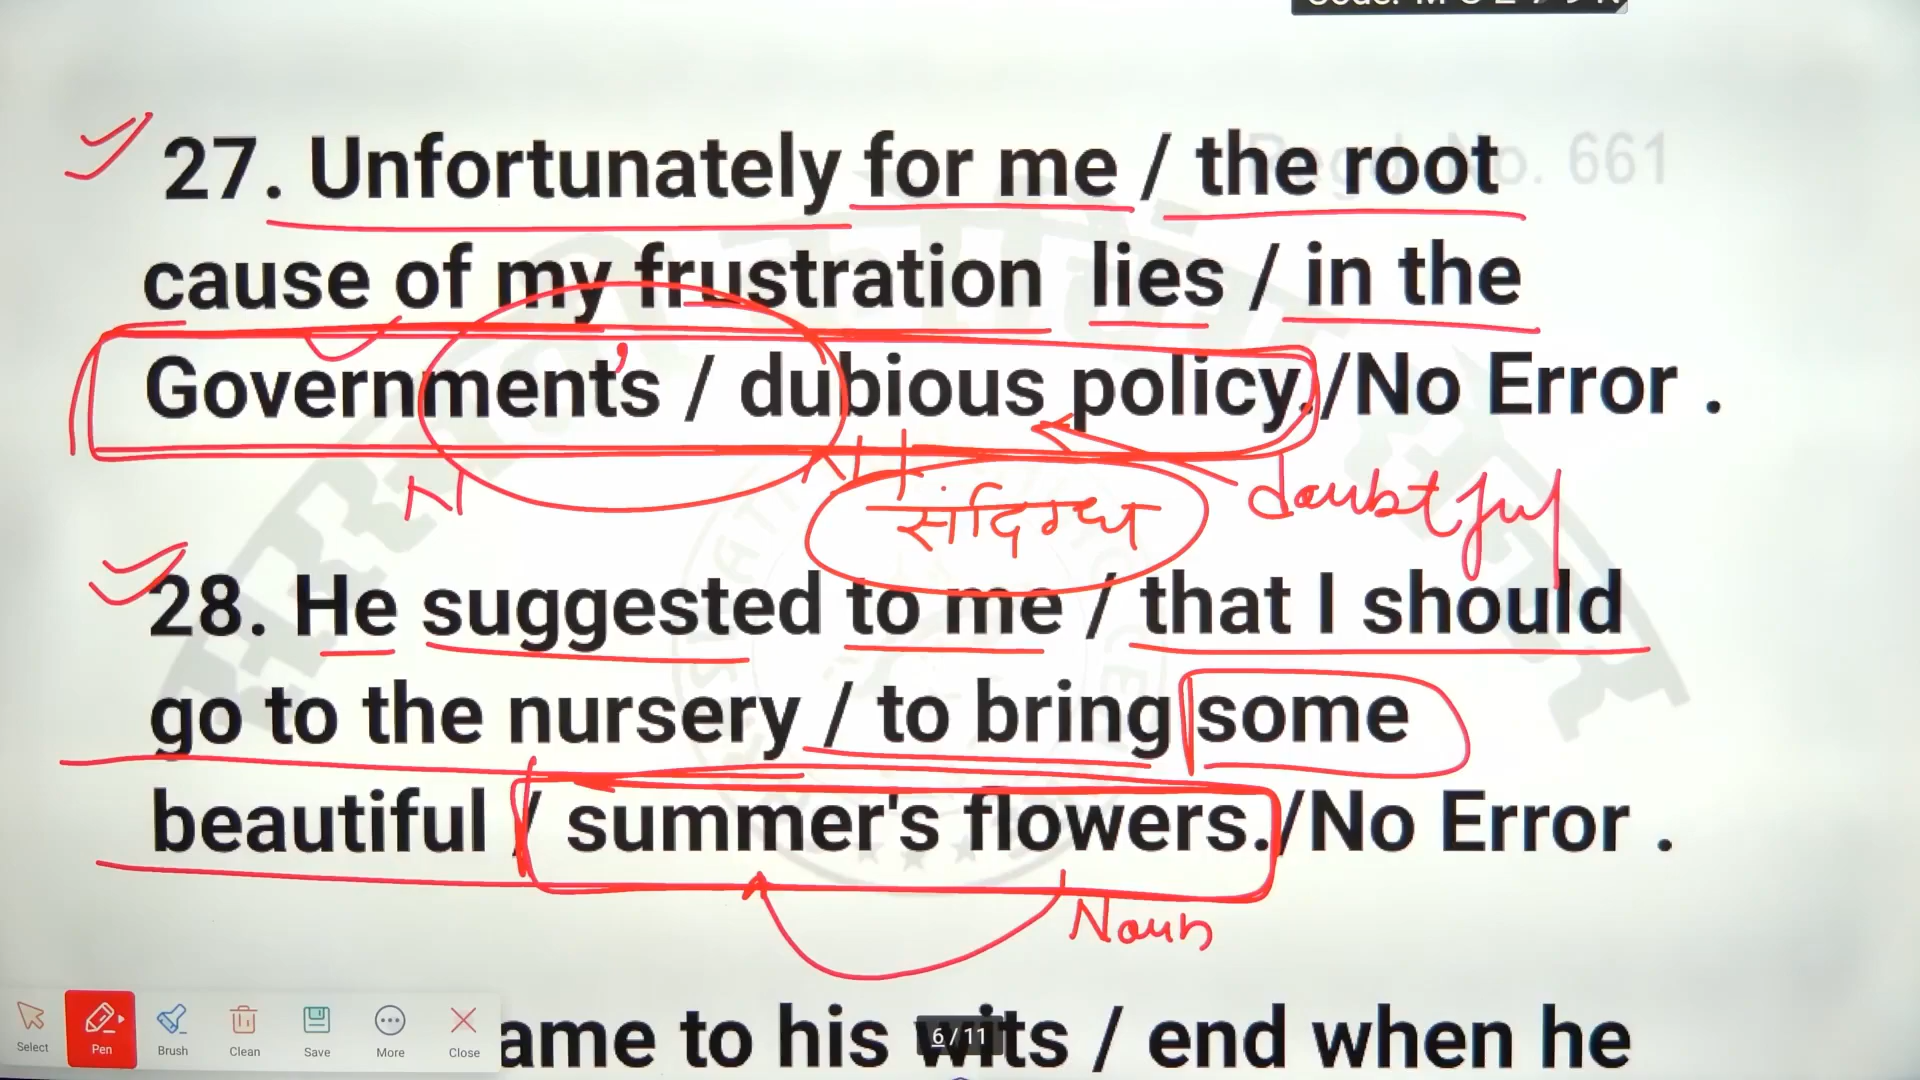 27. Unfortunately for me / the root
cause of my frustration lies / in the
Government's / dubious policy./No Error .
N
संदिग्ध
doubtful
28. He suggested to me / that I should
go to the nursery / to bring some
beautiful / summer's flowers./No Error .
Noun
ame to his wits / end when he
6 / 11
Select
Pen
Brush
Clean
Save
More
Close
No. 661